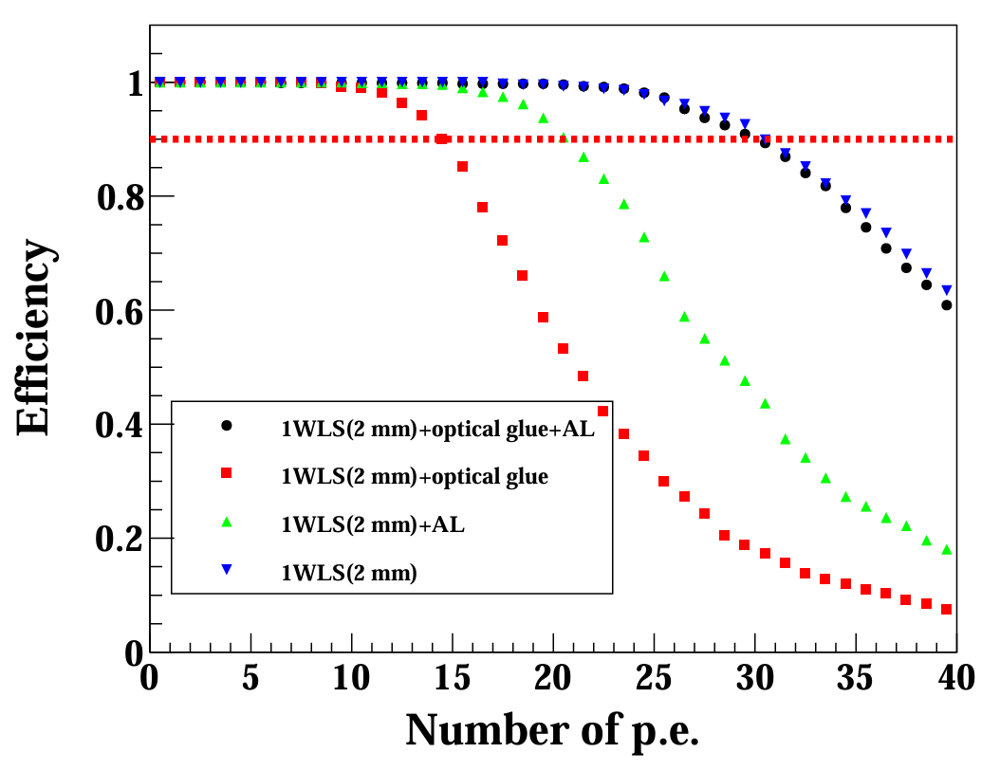 Efficiency
1
0.8
0.6
0.4
0.2
0
1WLS(2 mm)+optical glue+AL
1WLS(2 mm)+optical glue
1WLS(2 mm)+AL
1WLS(2 mm)
0 5 10 15 20 25 30 35 40
Number of p.e.